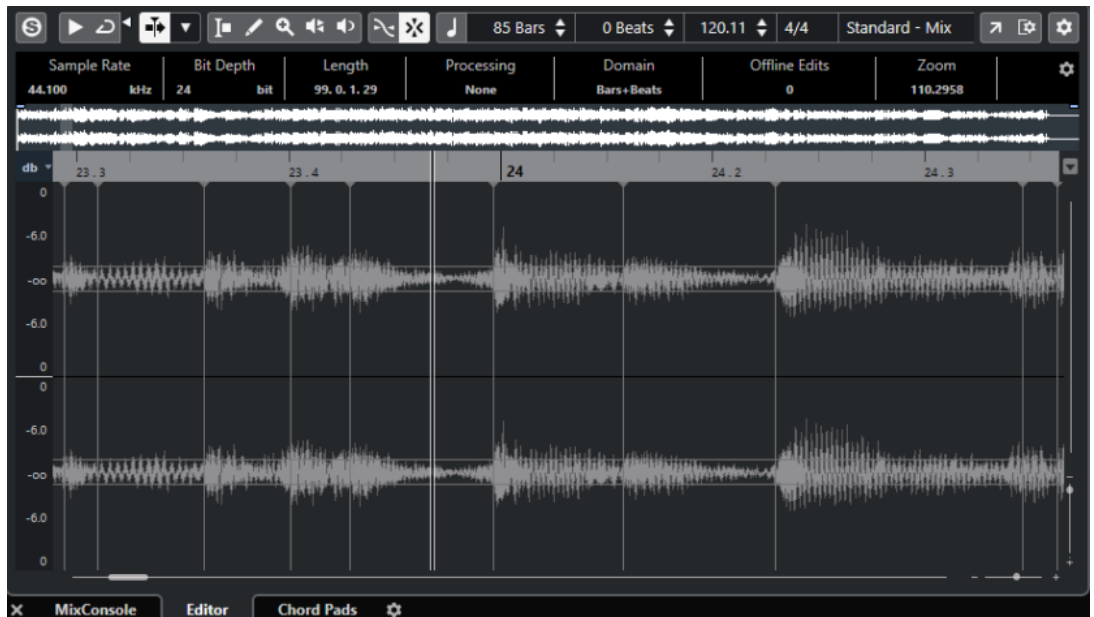 85 Bars 0 Beats 120.11 4/4 Standard - Mix
Sample Rate Bit Depth Length Processing Domain Offline Edits Zoom
44.100 kHz 24 bit 99. 0. 1. 29 None Bars+Beats 0 110.2958
db 23 . 3 23 . 4 24 24 . 2 24 . 3
0
-6.0
-oo
-6.0
0
0
-6.0
-oo
-6.0
0
MixConsole Editor Chord Pads